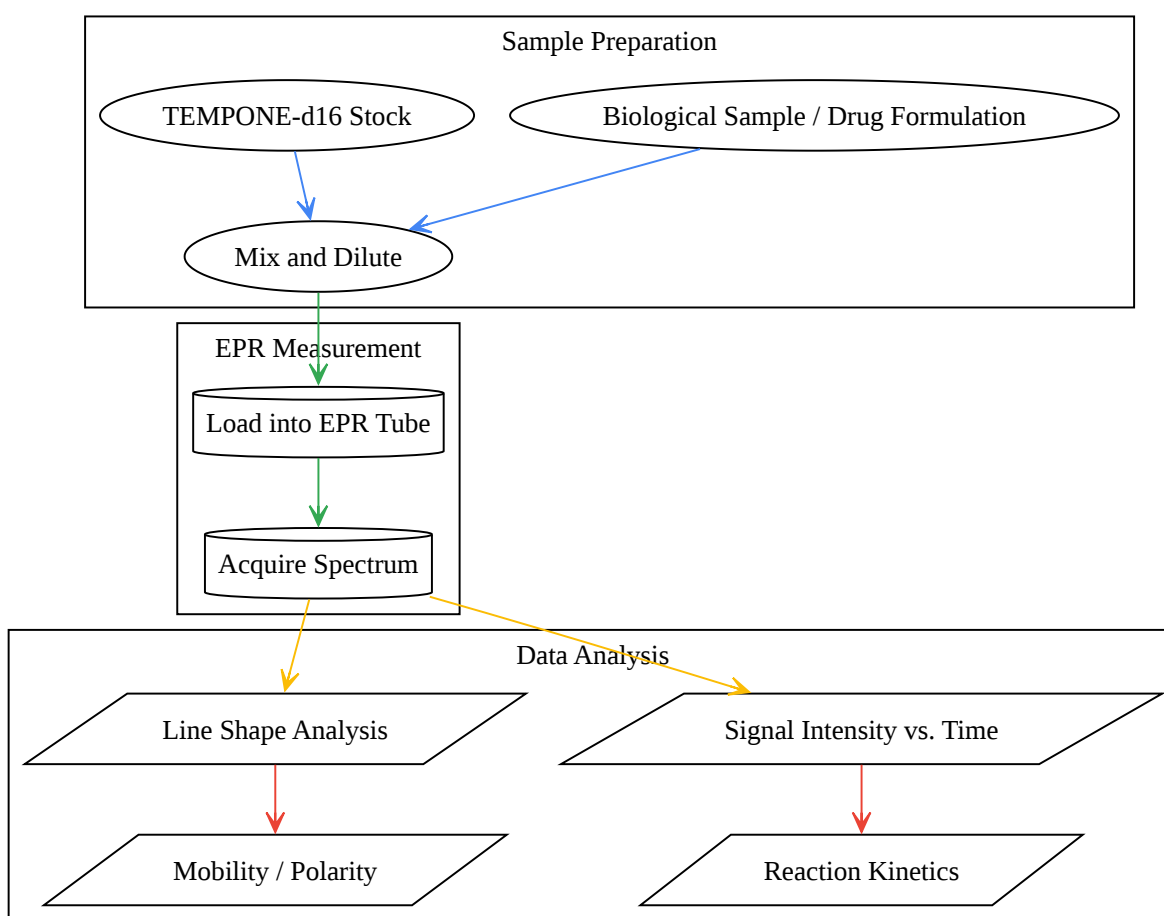 Sample Preparation
TEMPONE-d16 Stock
Biological Sample / Drug Formulation
Mix and Dilute
EPR Measurement
Load into EPR Tube
Acquire Spectrum
Data Analysis
Line Shape Analysis
Signal Intensity vs. Time
Mobility / Polarity
Reaction Kinetics